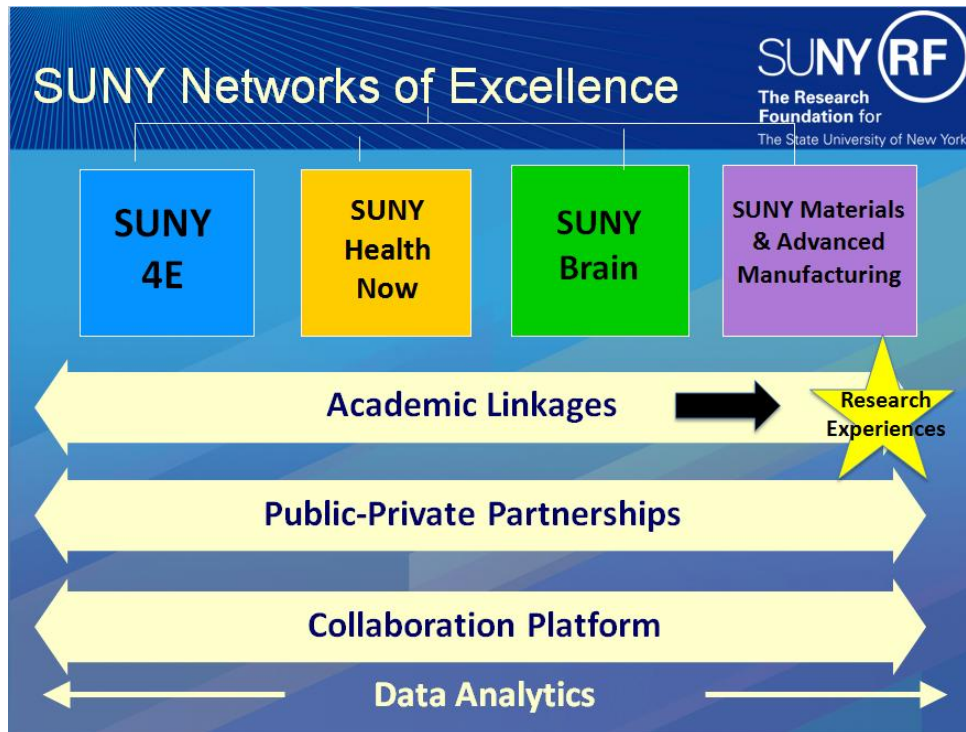 SUNY Networks of Excellence
SUNY RF
The Research
Foundation for
The State University of New York
SUNY
4E
SUNY
Health
Now
SUNY
Brain
SUNY Materials
& Advanced
Manufacturing
Academic Linkages
Research
Experiences
Public-Private Partnerships
Collaboration Platform
Data Analytics